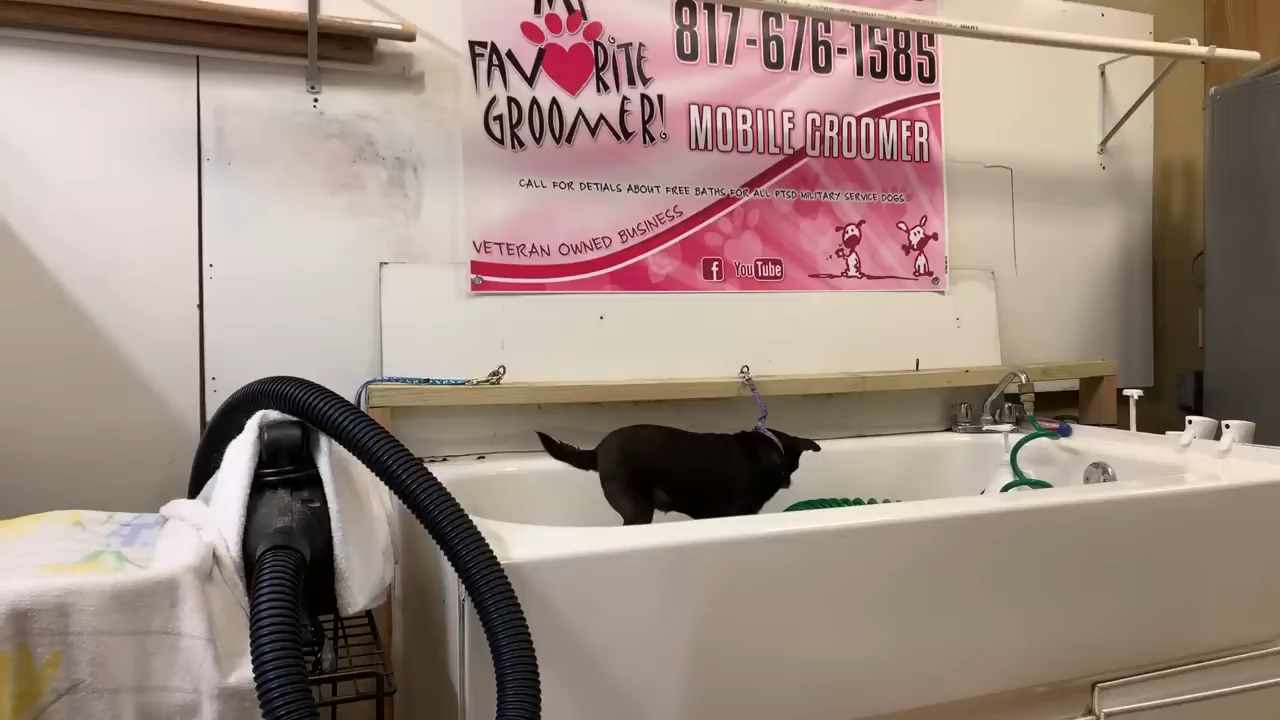 MY
FAVORITE
GROOMER!
817-676-1585
MOBILE GROOMER
CALL FOR DETIALS ABOUT FREE BATHS FOR ALL PTSD MILITARY SERVICE DOGS
VETERAN OWNED BUSINESS
f YouTube